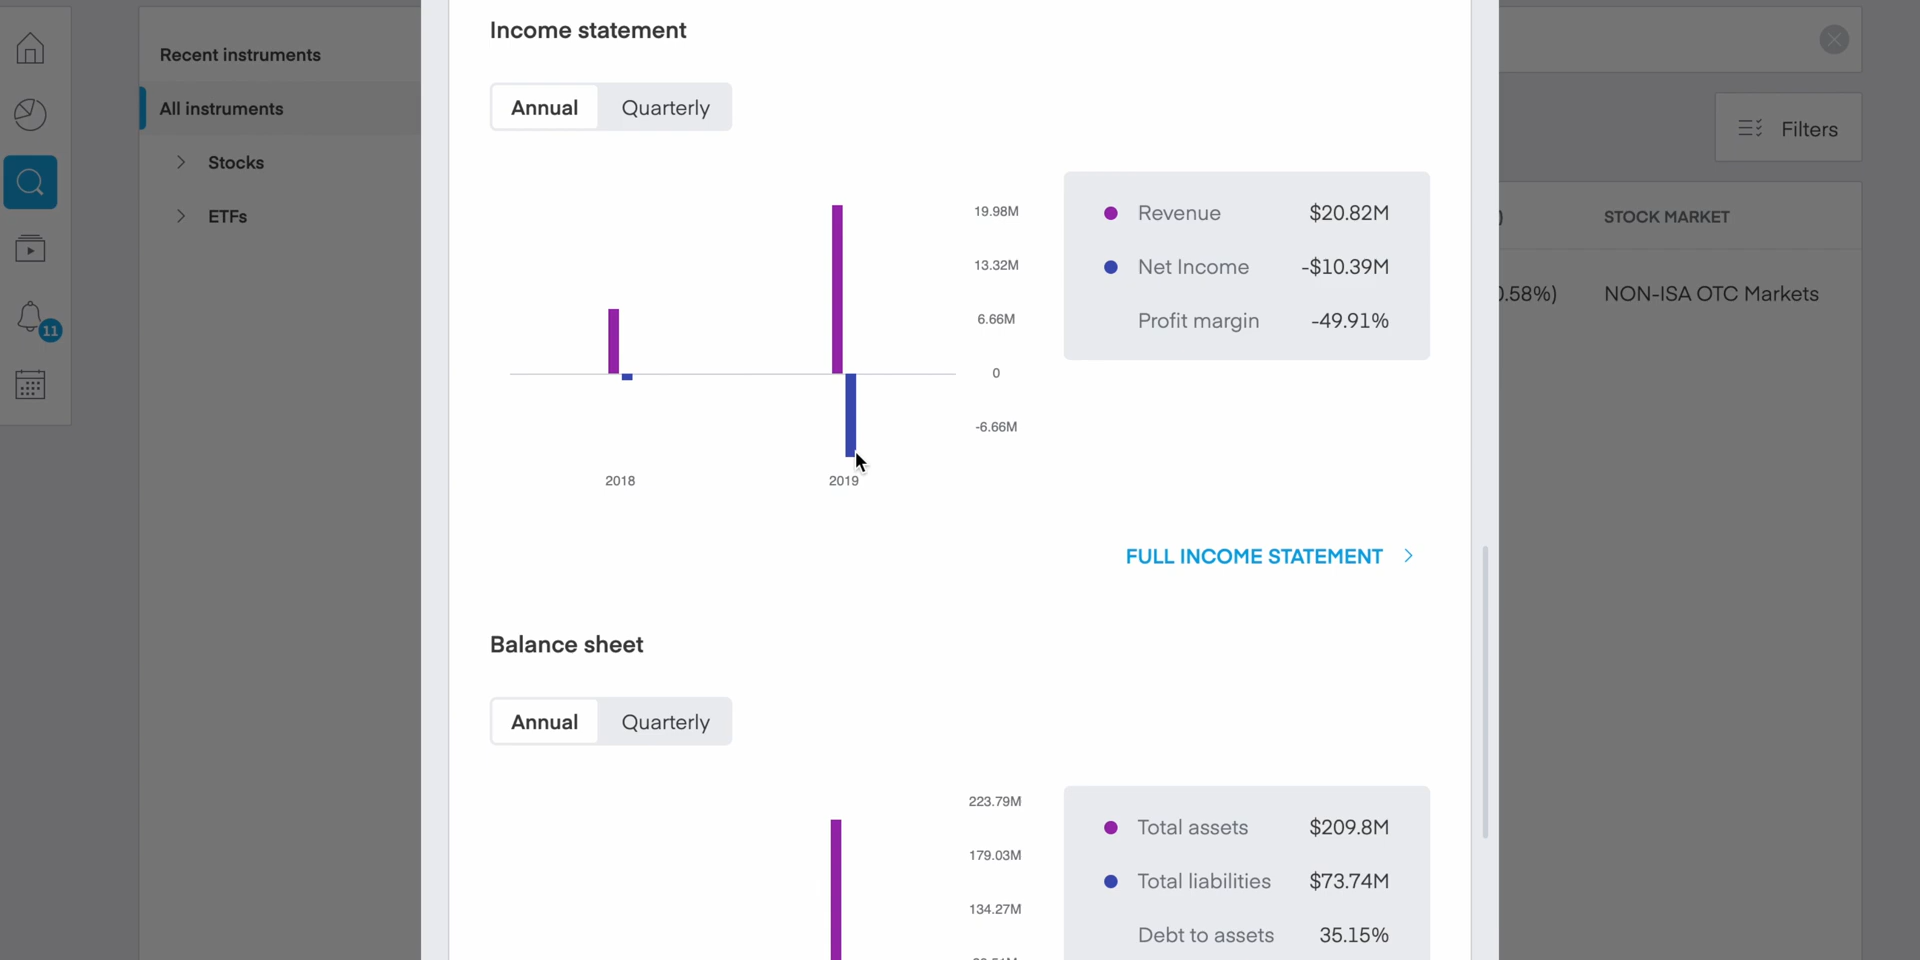 Income statement
Recent instruments
Annual
Quarterly
All instruments
Filters
Stocks
19.98M
Revenue
$20.82M
ETFs
)
STOCK MARKET
13.32M
Net Income
-$10.39M
0.58%)
NON-ISA OTC Markets
6.66M
Profit margin
-49.91%
11
0
-6.66M
2018
2019
FULL INCOME STATEMENT
Balance sheet
Annual
Quarterly
223.79M
Total assets
$209.8M
179.03M
Total liabilities
$73.74M
134.27M
Debt to assets
35.15%